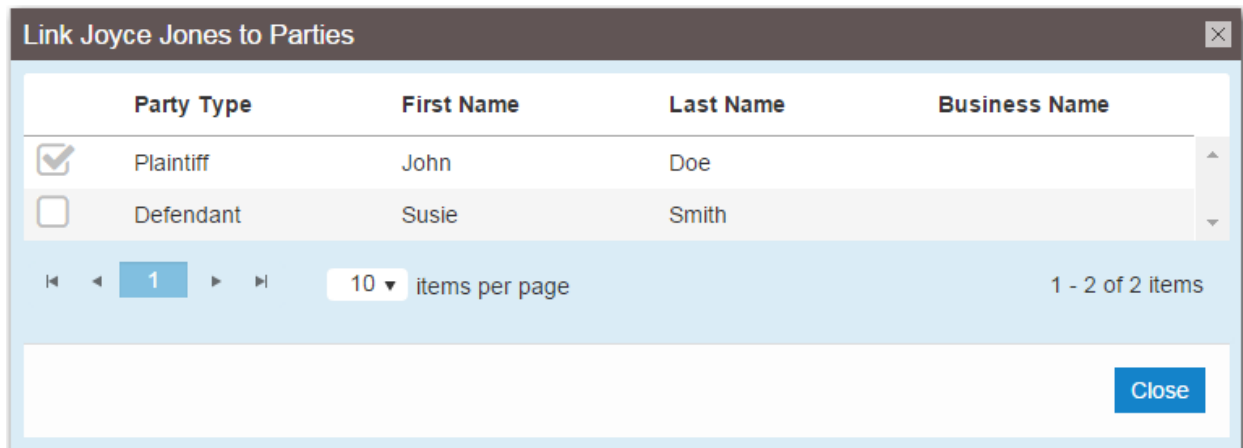 Link Joyce Jones to Parties
Party Type First Name Last Name Business Name
Plaintiff John Doe
Defendant Susie Smith
1 10 items per page 1 - 2 of 2 items
Close